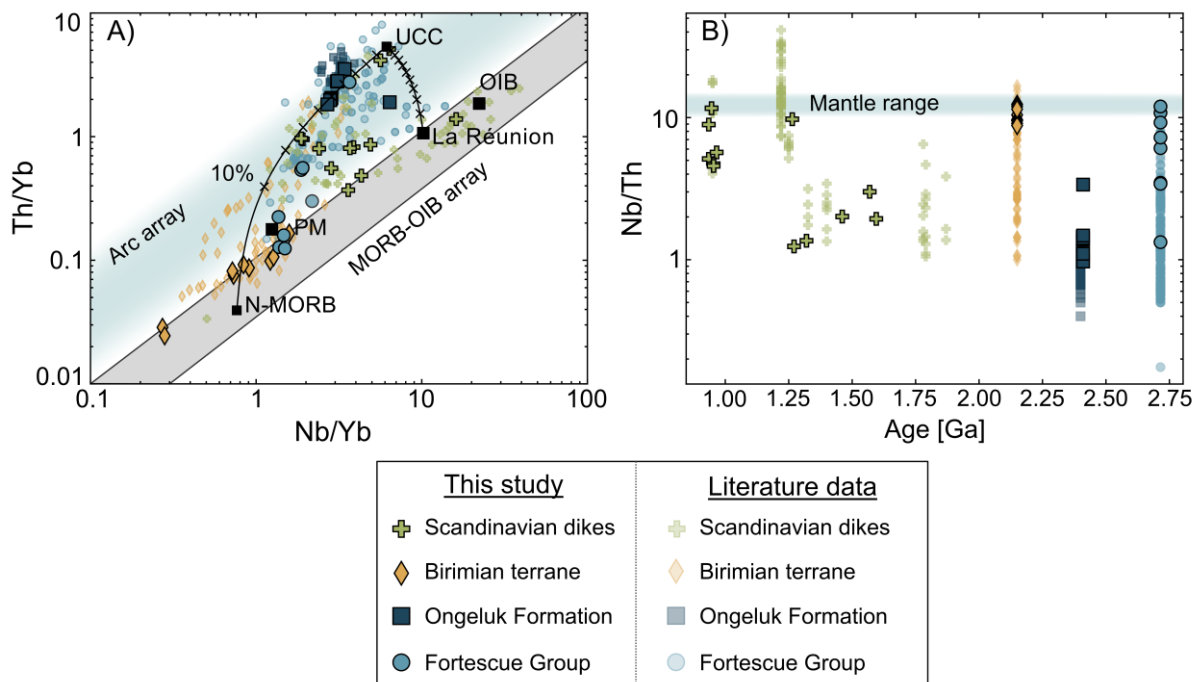 A)
10
1
0.1
0.01
Th/Yb
0.1
1
10
100
Nb/Yb
UCC
OIB
La Réunion
10%
PM
N-MORB
Arc array
MORB-OIB array
B)
Mantle range
10
1
Nb/Th
1.00 1.25 1.50 1.75 2.00 2.25 2.50 2.75
Age [Ga]
This study
Scandinavian dikes
Birimian terrane
Ongeluk Formation
Fortescue Group
Literature data
Scandinavian dikes
Birimian terrane
Ongeluk Formation
Fortescue Group